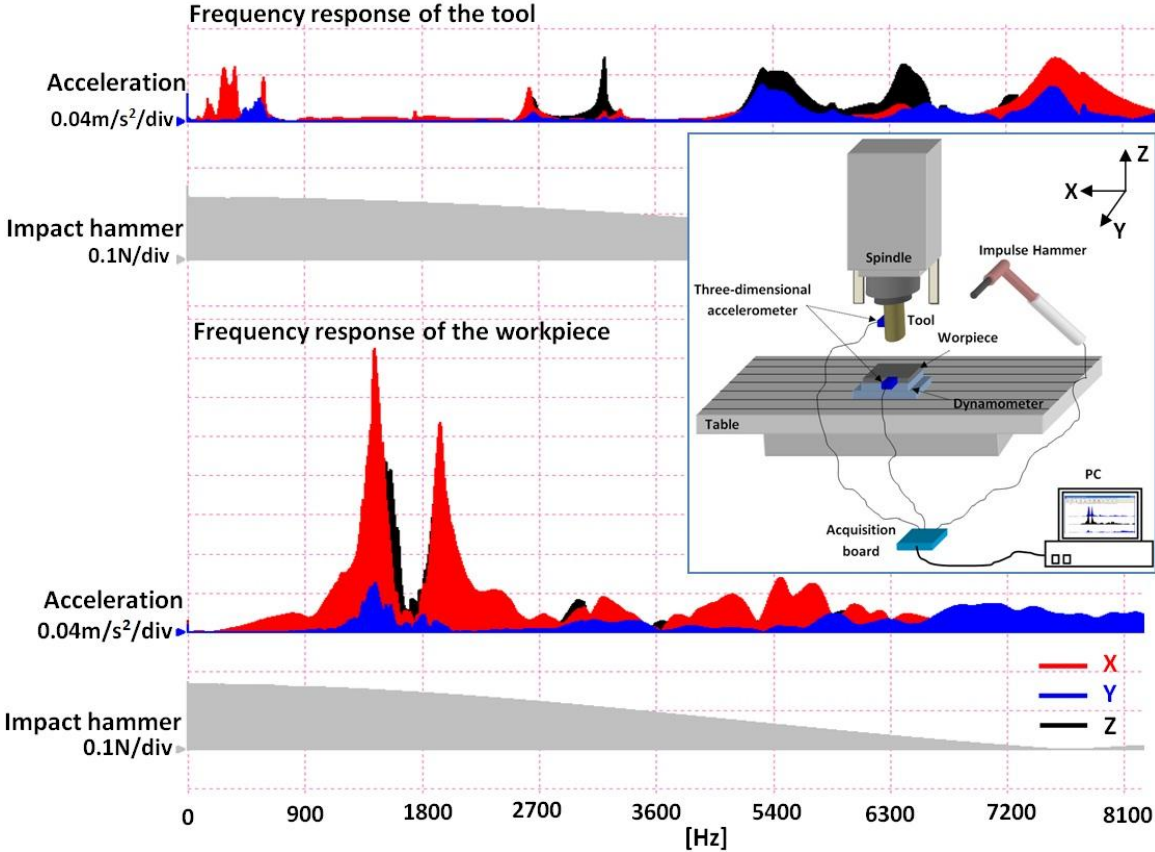 Frequency response of the tool
Acceleration
0.04m/s²/div
Impact hammer
0.1N/div
Z
X
Y
Spindle
Impulse Hammer
Three-dimensional
accelerometer
Tool
Worpiece
Dynamometer
Table
PC
Acquisition
board
Frequency response of the workpiece
Acceleration
0.04m/s²/div
X
Y
Z
Impact hammer
0.1N/div
0 900 1800 2700 3600 5400 6300 7200 8100
[Hz]